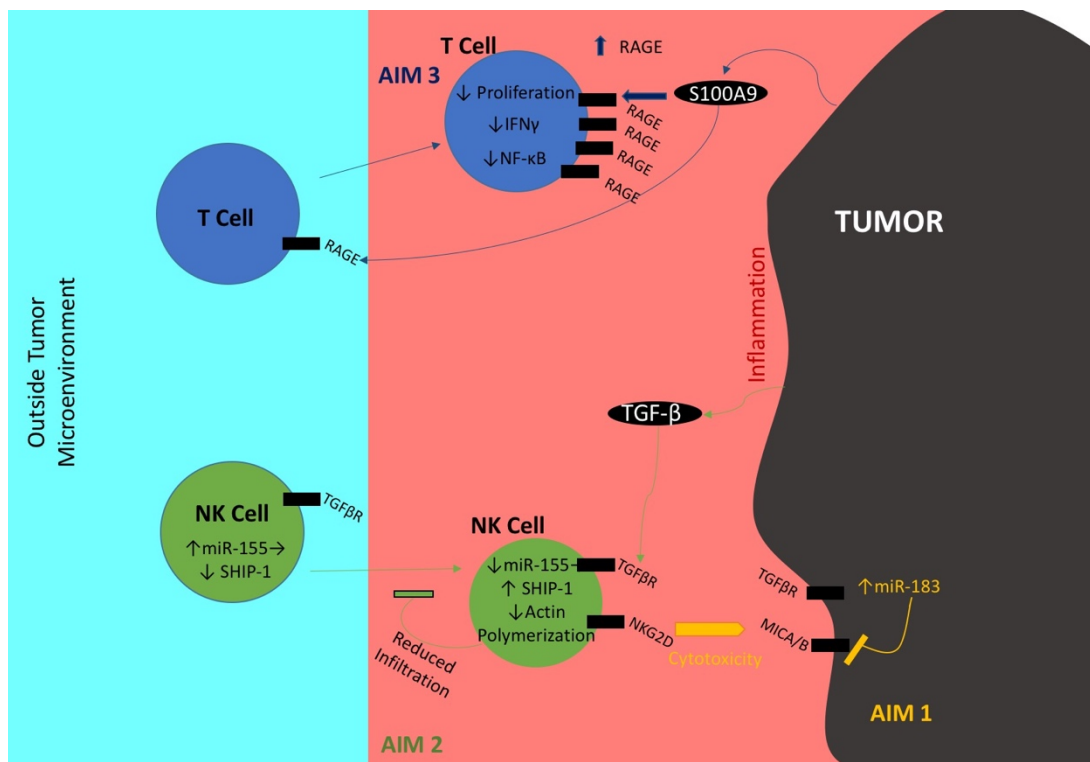 T Cell
↑ RAGE
AIM 3
↓ Proliferation
↓IFNγ
↓NF-κB
RAGE
RAGE
RAGE
RAGE
S100A9
T Cell
RAGE
TUMOR
Outside Tumor
Microenvironment
Inflammation
TGF-β
NK Cell
↑miR-155→
↓ SHIP-1
TGFβR
NK Cell
↓miR-155
↑ SHIP-1
↓Actin
Polymerization
TGFβR
NKG2D
Reduced
Infiltration
Cytotoxicity
TGFβR
MICA/B
↑miR-183
AIM 1
AIM 2